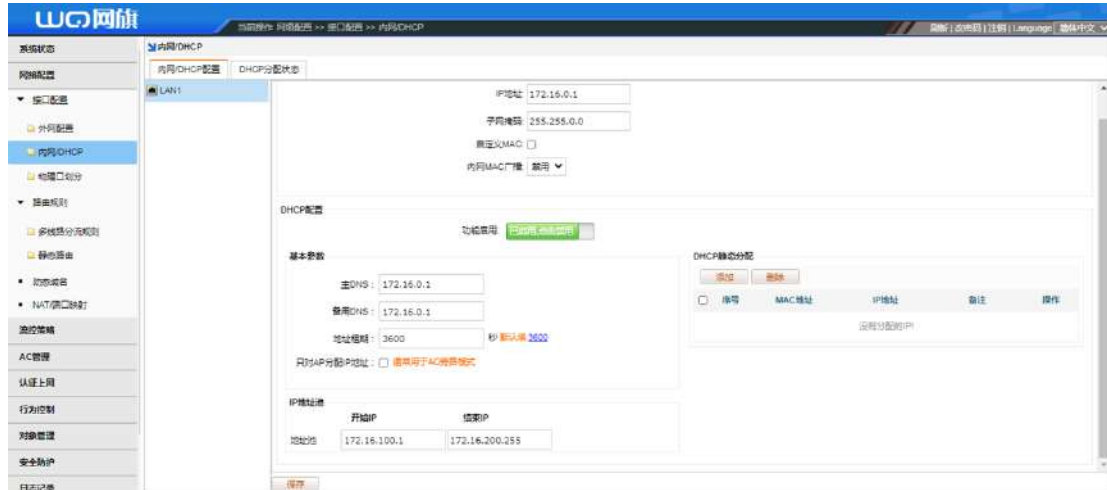 WQ网旗
当前操作: 网络配置 >> 接口配置 >> 内网/DHCP
刷新 | 改密码 | 注销 | Language 简体中文
系统状态
网络配置
接口配置
外网配置
内网/DHCP
物理口划分
路由规则
多线路分流规则
静态路由
动态域名
NAT/端口映射
流控策略
AC管理
认证上网
行为控制
对象管理
安全防护
日志记录
内网/DHCP
内网/DHCP配置 DHCP分配状态
LAN1
IP地址: 172.16.0.1
子网掩码: 255.255.0.0
自定义MAC:
内网MAC广播: 禁用
DHCP配置
功能启用: 已启用,点击禁用
基本参数
主DNS: 172.16.0.1
备用DNS: 172.16.0.1
地址租期: 3600 秒 默认值 3600
只对AP分配IP地址: 通常用于AC旁路模式
IP地址池
开始IP 结束IP
地址池 172.16.100.1 172.16.200.255
DHCP静态分配
添加 删除
序号 MAC地址 IP地址 备注 操作
没有分配的IP!
保存